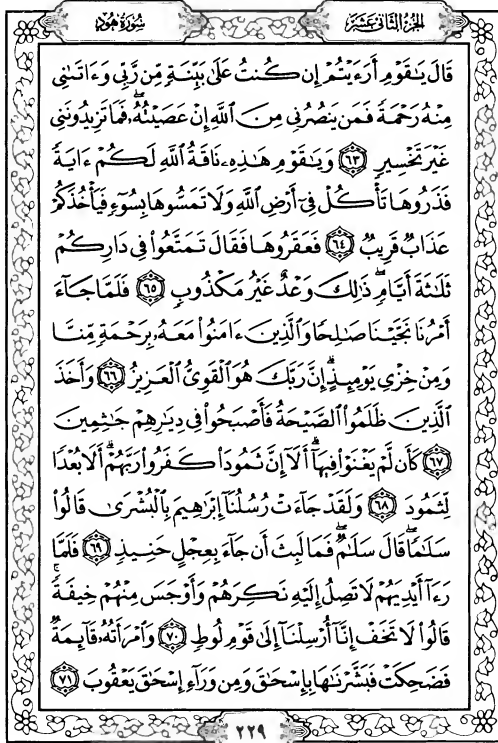 الجزء الثاني عشر
سورة هود
قَالَ يَٰقَوْمِ أَرَءَيْتُمْ إِن كُنتُ عَلَىٰ بَيِّنَةٍ مِّن رَّبِّى وَءَاتَىٰنِى
مِنْهُ رَحْمَةً فَمَن يَنصُرُنِى مِنَ ٱللَّهِ إِنْ عَصَيْتُهُۥ ۖ فَمَا تَزِيدُونَنِى
غَيْرَ تَخْسِيرٍ ٦٣ وَيَٰقَوْمِ هَٰذِهِۦ نَاقَةُ ٱللَّهِ لَكُمْ ءَايَةً
فَذَرُوهَا تَأْكُلْ فِىٓ أَرْضِ ٱللَّهِ وَلَا تَمَسُّوهَا بِسُوٓءٍ فَيَأْخُذَكُمْ
عَذَابٌ قَرِيبٌ ٦٤ فَعَقَرُوهَا فَقَالَ تَمَتَّعُوا۟ فِى دَارِكُمْ
ثَلَٰثَةَ أَيَّامٍ ۖ ذَٰلِكَ وَعْدٌ غَيْرُ مَكْذُوبٍ ٦٥ فَلَمَّا جَآءَ
أَمْرُنَا نَجَّيْنَا صَٰلِحًا وَٱلَّذِينَ ءَامَنُوا۟ مَعَهُۥ بِرَحْمَةٍ مِّنَّا
وَمِنْ خِزْىِ يَوْمِئِذٍ ۗ إِنَّ رَبَّكَ هُوَ ٱلْقَوِىُّ ٱلْعَزِيزُ ٦٦ وَأَخَذَ
ٱلَّذِينَ ظَلَمُوا۟ ٱلصَّيْحَةُ فَأَصْبَحُوا۟ فِى دِيَٰرِهِمْ جَٰثِمِينَ
٦٧ كَأَن لَّمْ يَغْنَوْا۟ فِيهَآ ۗ أَلَآ إِنَّ ثَمُودَا۟ كَفَرُوا۟ رَبَّهُمْ ۗ أَلَا بُعْدًا
لِّثَمُودَ ٦٨ وَلَقَدْ جَآءَتْ رُسُلُنَآ إِبْرَٰهِيمَ بِٱلْبُشْرَىٰ قَالُوا۟
سَلَٰمًا ۖ قَالَ سَلَٰمٌ ۖ فَمَا لَبِثَ أَن جَآءَ بِعِجْلٍ حَنِيذٍ ٦٩ فَلَمَّا
رَءَآ أَيْدِيَهُمْ لَا تَصِلُ إِلَيْهِ نَكِرَهُمْ وَأَوْجَسَ مِنْهُمْ خِيفَةً ۚ
قَالُوا۟ لَا تَخَفْ إِنَّآ أُرْسِلْنَآ إِلَىٰ قَوْمِ لُوطٍ ٧٠ وَٱمْرَأَتُهُۥ قَآئِمَةٌ
فَضَحِكَتْ فَبَشَّرْنَٰهَا بِإِسْحَٰقَ وَمِن وَرَآءِ إِسْحَٰقَ يَعْقُوبَ ٧١
٢٢٩